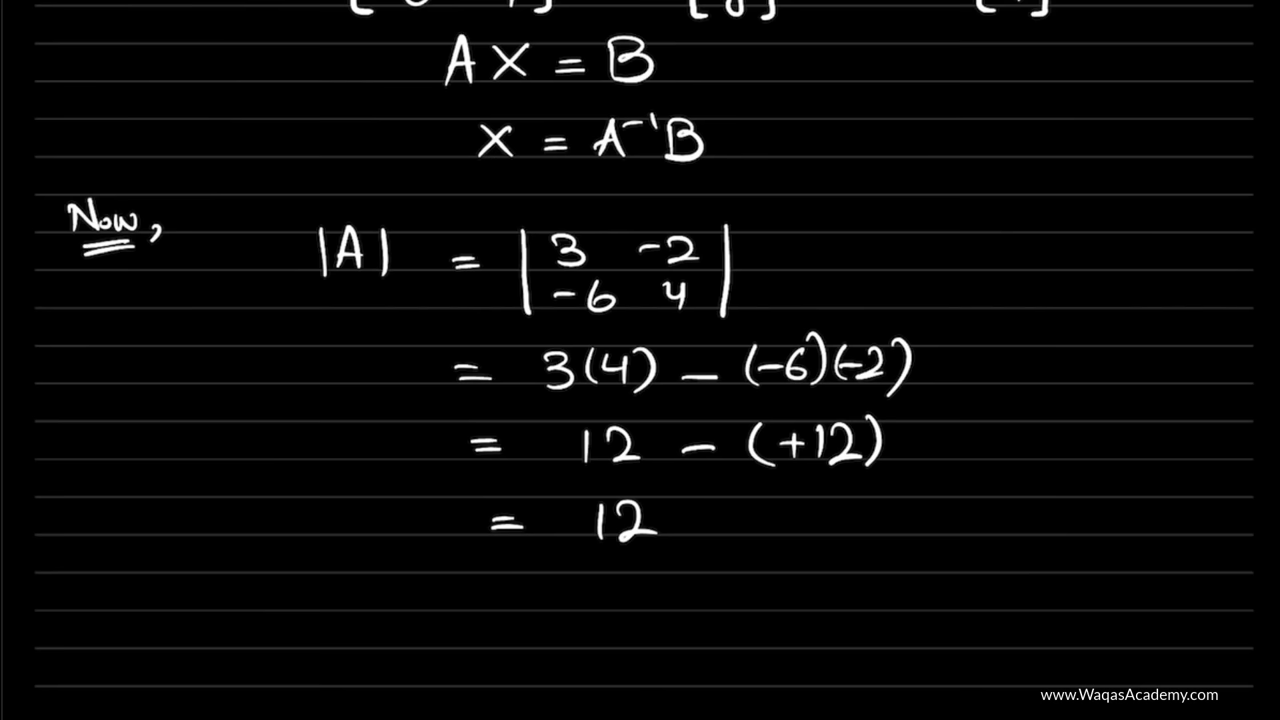 AX = B
X = A⁻¹B
Now,
|A| = | 3 -2 |
| -6 4 |
= 3(4) - (-6)(-2)
= 12 - (+12)
= 12
www.WaqasAcademy.com